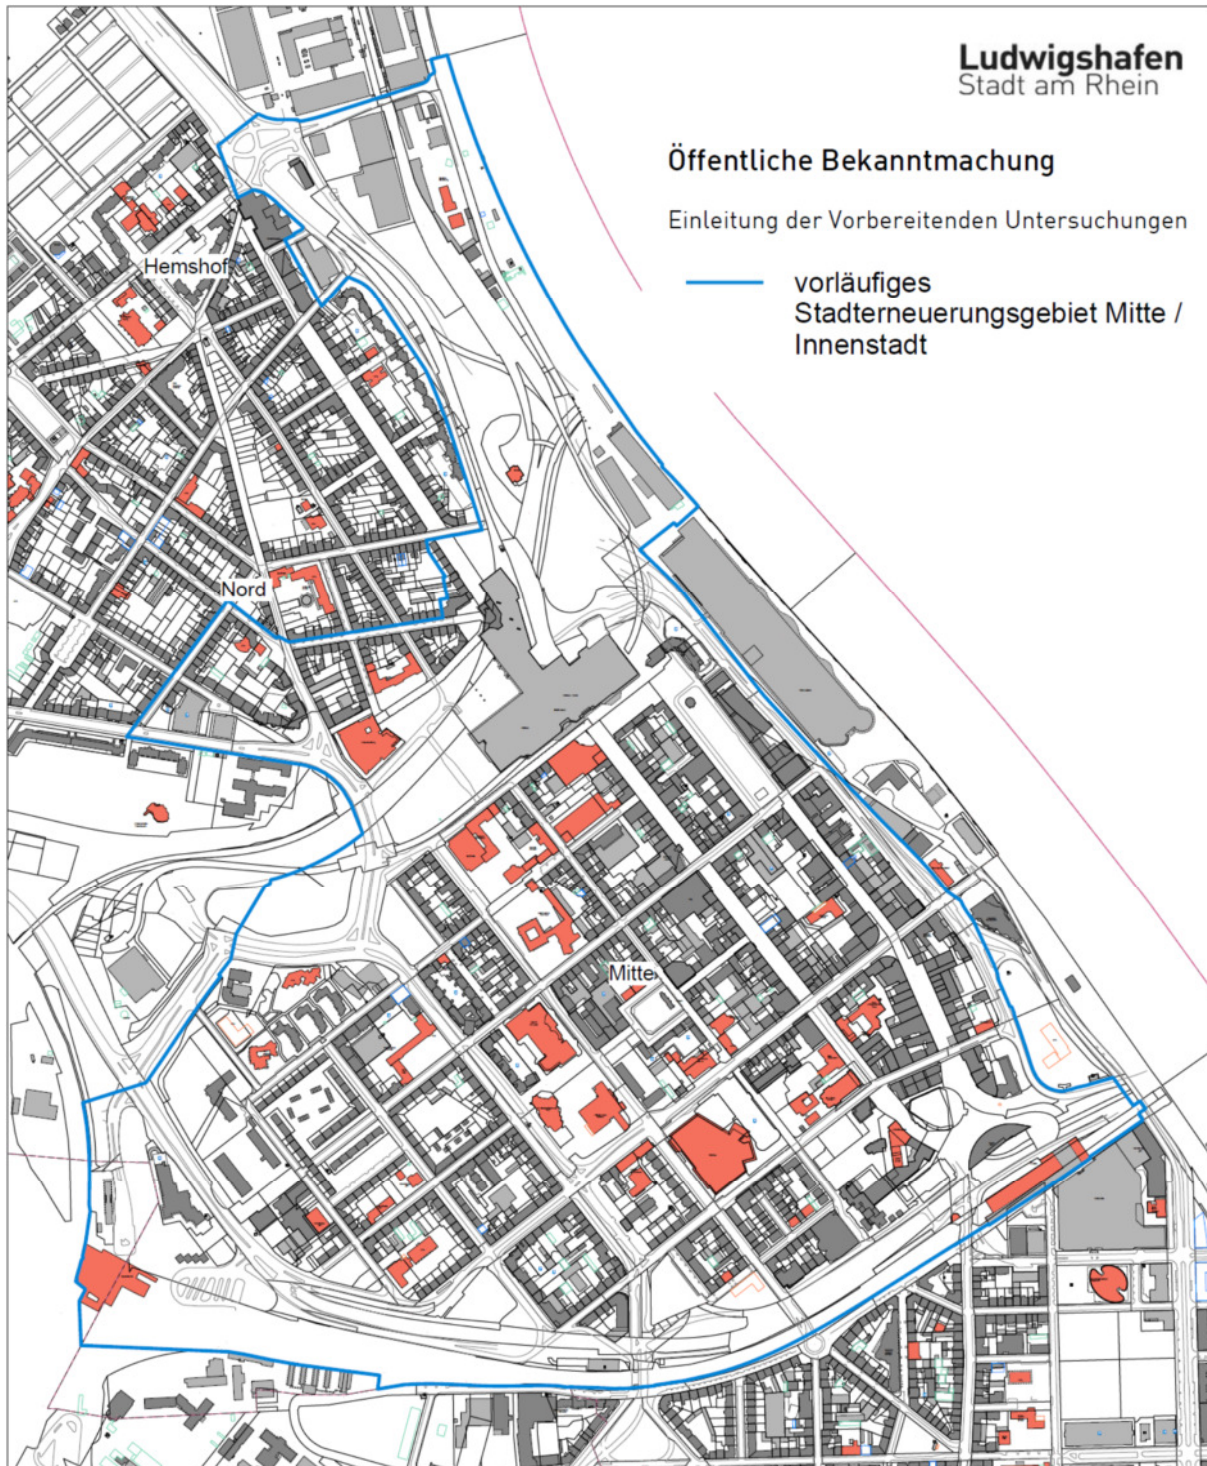 Ludwigshafen
Stadt am Rhein
Öffentliche Bekanntmachung
Einleitung der Vorbereitenden Untersuchungen
vorläufiges
Stadterneuerungsgebiet Mitte /
Innenstadt
Hemshof
Nord
Mitte